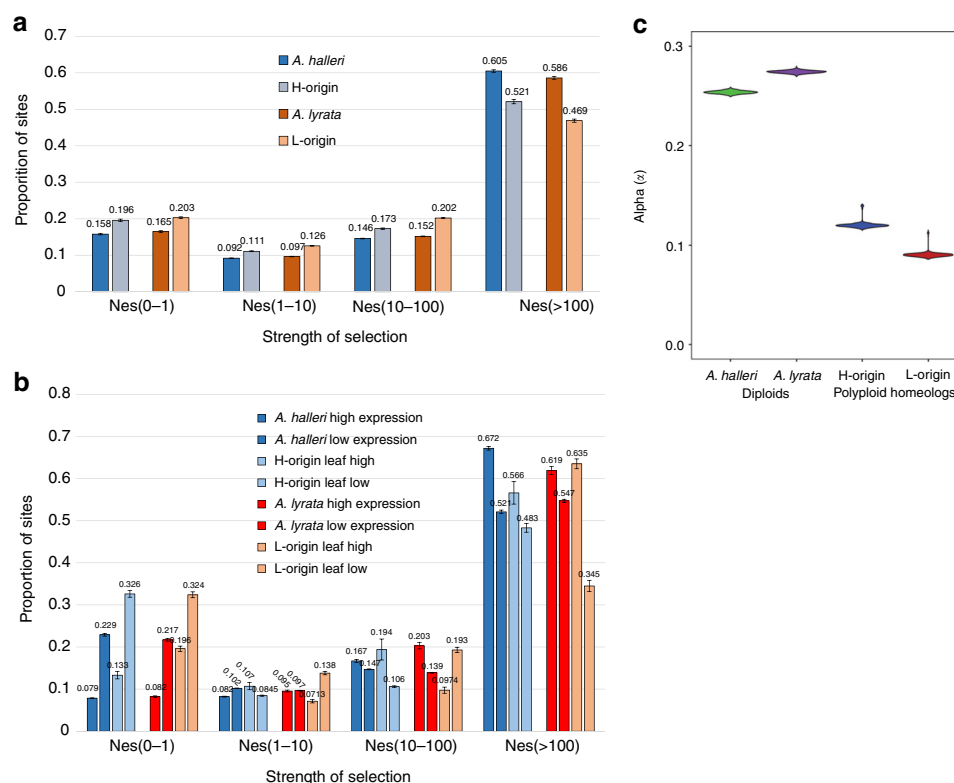 a
Proporition of sites
0.7
0.6
0.5
0.4
0.3
0.2
0.1
0
A. halleri
H-origin
A. lyrata
L-origin
0.158
0.196
0.165
0.203
0.092
0.111
0.097
0.126
0.146
0.173
0.152
0.202
0.605
0.521
0.586
0.469
Nes(0–1)
Nes(1–10)
Nes(10–100)
Nes(>100)
Strength of selection
b
Proportion of sites
0.8
0.7
0.6
0.5
0.4
0.3
0.2
0.1
0
A. halleri high expression
A. halleri low expression
H-origin leaf high
H-origin leaf low
A. lyrata high expression
A. lyrata low expression
L-origin leaf high
L-origin leaf low
0.079
0.229
0.133
0.326
0.082
0.217
0.196
0.324
0.082
0.102
0.107
0.0845
0.095
0.097
0.0713
0.138
0.167
0.147
0.194
0.106
0.203
0.139
0.0974
0.193
0.672
0.521
0.566
0.483
0.619
0.547
0.635
0.345
Nes(0–1)
Nes(1–10)
Nes(10–100)
Nes(>100)
Strength of selection
c
Alpha (α)
0.3
0.2
0.1
0.0
A. halleri
A. lyrata
H-origin
L-origin
Diploids
Polyploid homeologs